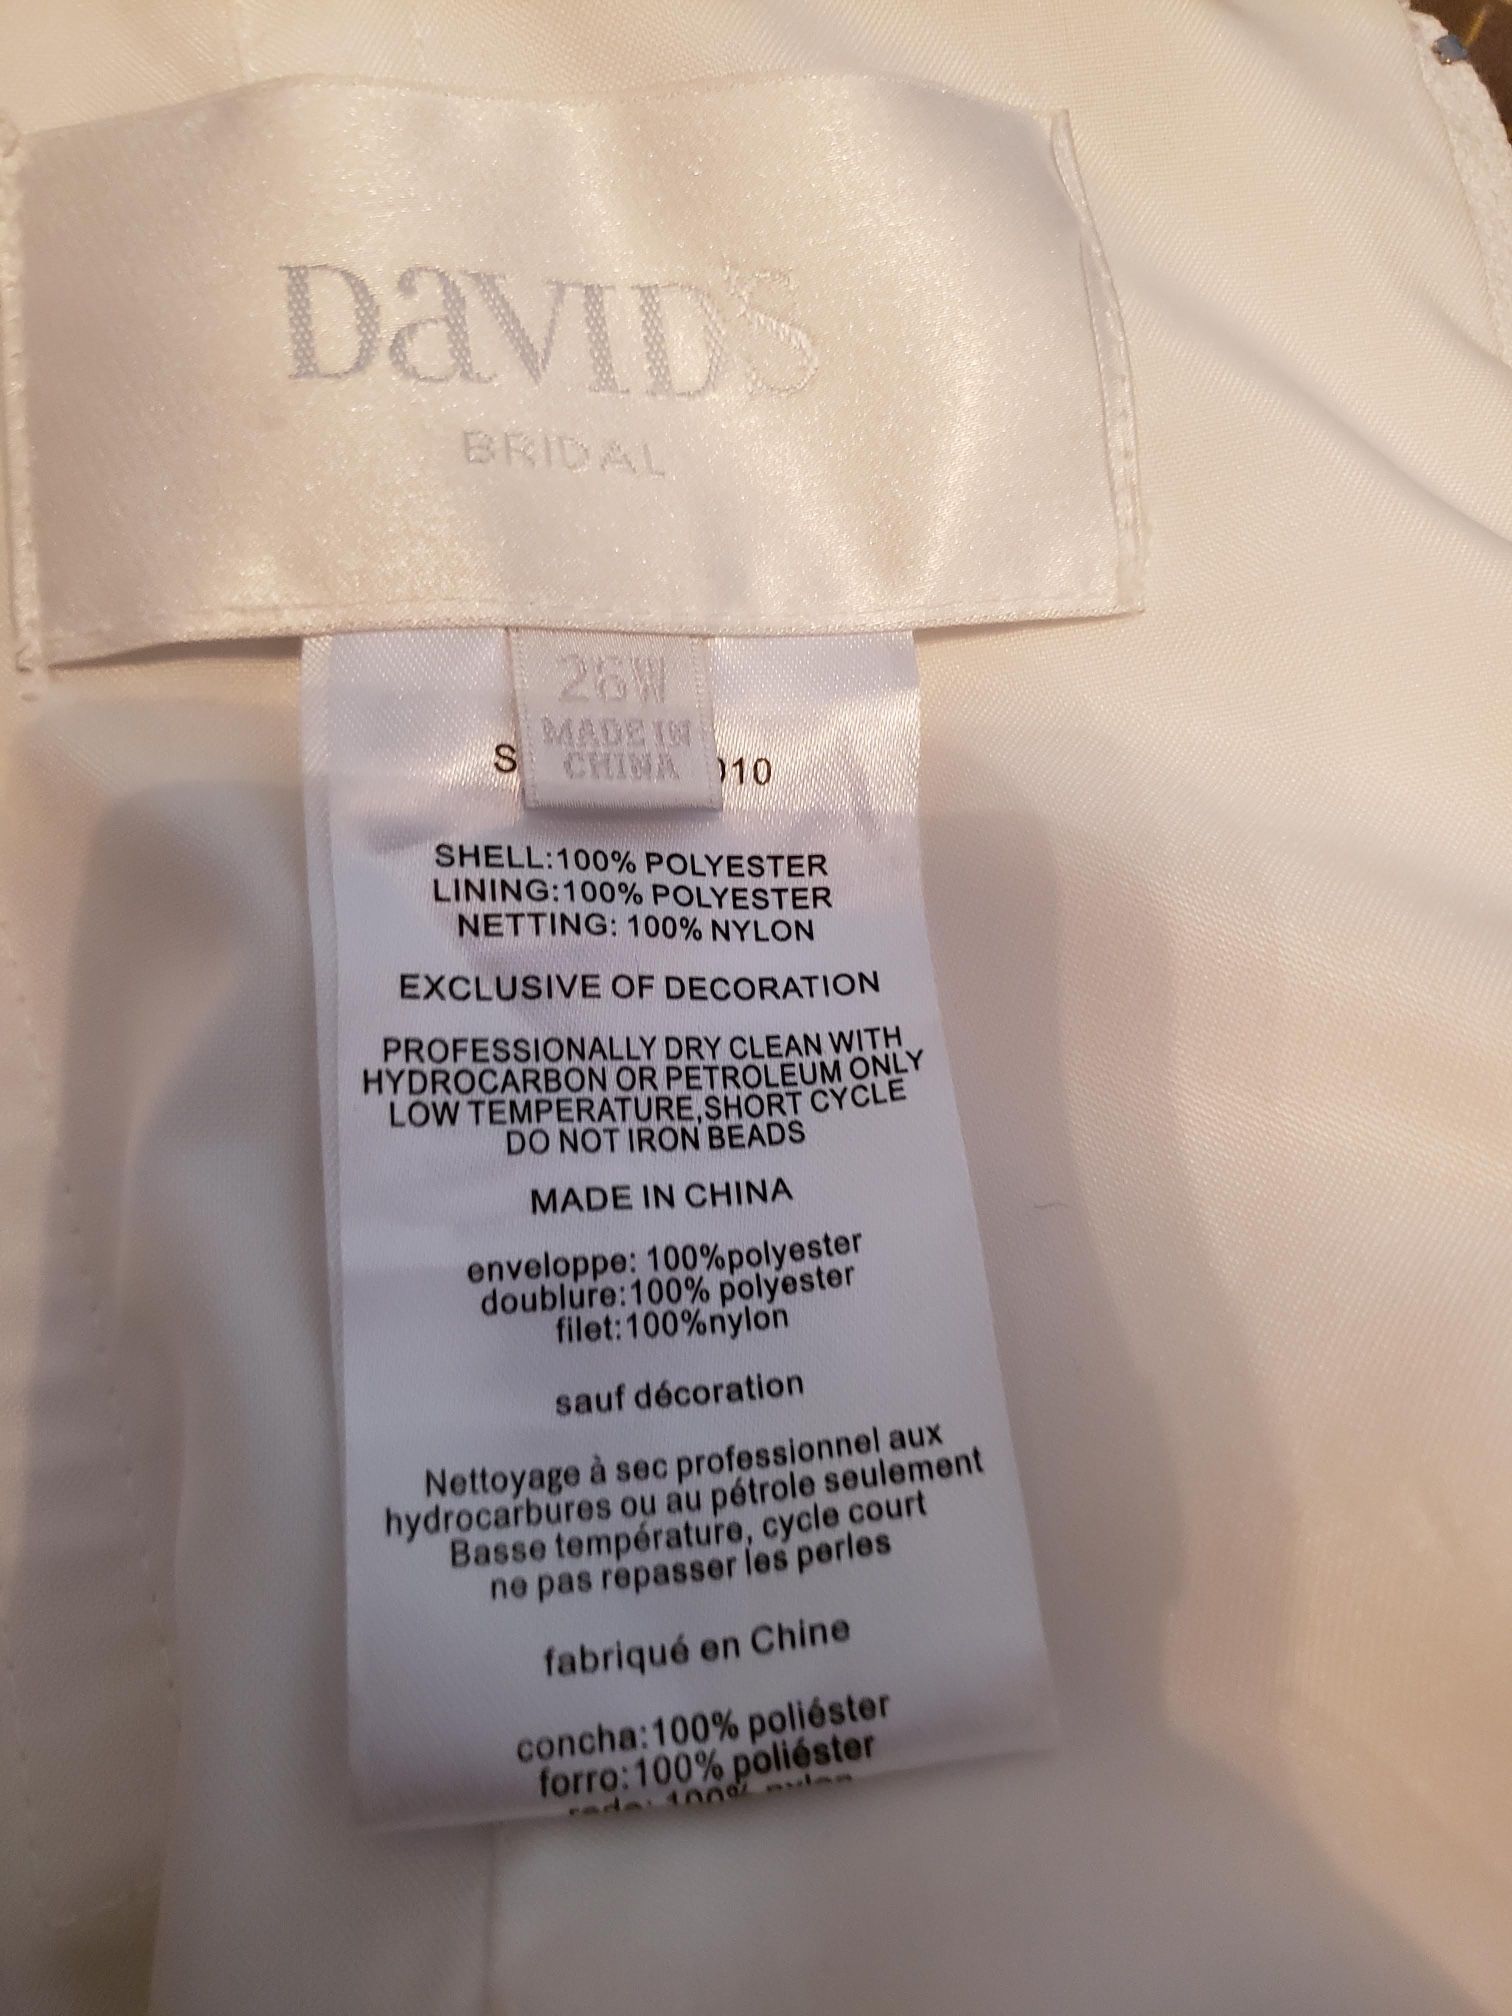 DAVID'S
BRIDAL
26W
MADE IN
CHINA
S 10
SHELL:100% POLYESTER
LINING:100% POLYESTER
NETTING: 100% NYLON
EXCLUSIVE OF DECORATION
PROFESSIONALLY DRY CLEAN WITH
HYDROCARBON OR PETROLEUM ONLY
LOW TEMPERATURE,SHORT CYCLE
DO NOT IRON BEADS
MADE IN CHINA
enveloppe: 100%polyester
doublure:100% polyester
filet:100%nylon
sauf décoration
Nettoyage à sec professionnel aux
hydrocarbures ou au pétrole seulement
Basse température, cycle court
ne pas repasser les perles
fabriqué en Chine
concha:100% poliéster
forro:100% poliéster
100% nylon